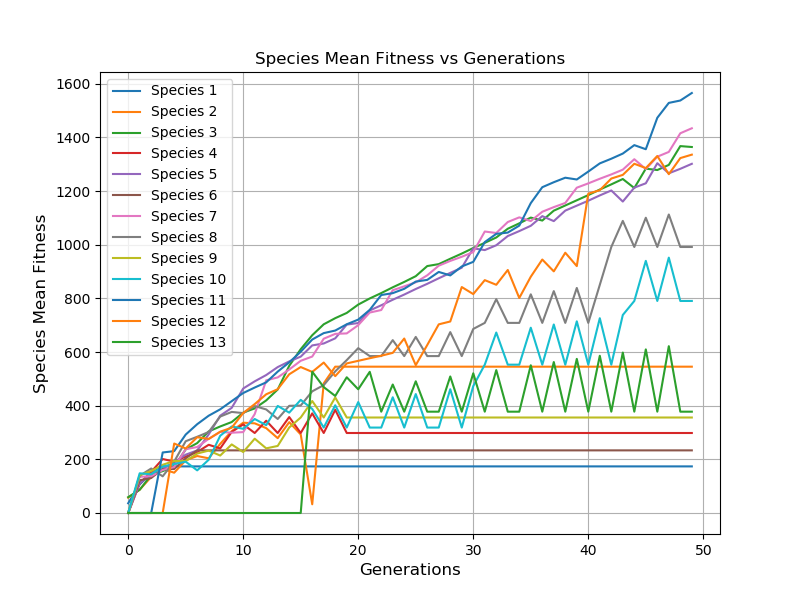 Species Mean Fitness vs Generations
Species Mean Fitness
1600
1400
1200
1000
800
600
400
200
0
Species 1
Species 2
Species 3
Species 4
Species 5
Species 6
Species 7
Species 8
Species 9
Species 10
Species 11
Species 12
Species 13
0 10 20 30 40 50
Generations